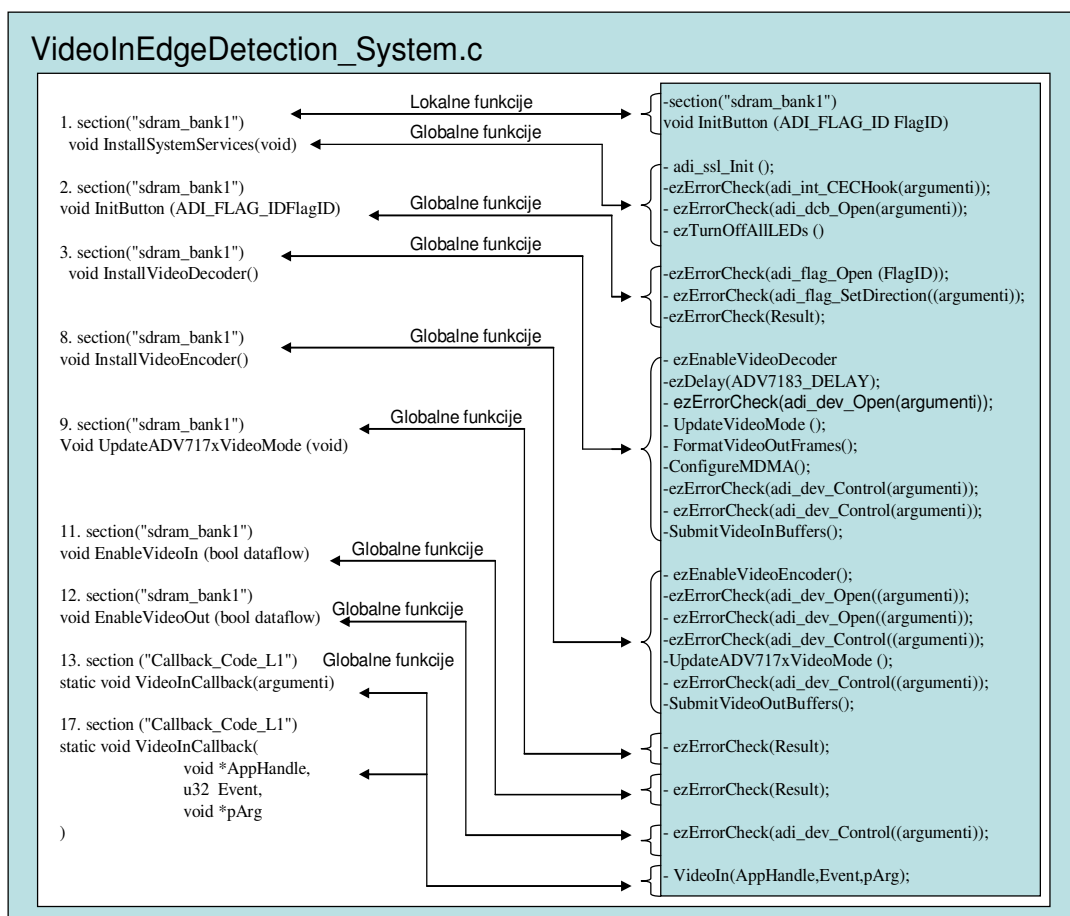 VideoInEdgeDetection_System.c
1. section("sdram_bank1")
void InstallSystemServices(void)
2. section("sdram_bank1")
void InitButton (ADI_FLAG_IDFlagID)
3. section("sdram_bank1")
void InstallVideoDecoder()
8. section("sdram_bank1")
void InstallVideoEncoder()
9. section("sdram_bank1")
Void UpdateADV717xVideoMode (void)
11. section("sdram_bank1")
void EnableVideoIn (bool dataflow)
12. section("sdram_bank1")
void EnableVideoOut (bool dataflow)
13. section ("Callback_Code_L1")
static void VideoInCallback(argumenti)
17. section ("Callback_Code_L1")
static void VideoInCallback(
void *AppHandle,
u32 Event,
void *pArg
)
Lokalne funkcije
Globalne funkcije
Globalne funkcije
Globalne funkcije
Globalne funkcije
Globalne funkcije
Globalne funkcije
Globalne funkcije
Globalne funkcije
-section("sdram_bank1")
void InitButton (ADI_FLAG_ID FlagID)
- adi_ssl_Init ();
-ezErrorCheck(adi_int_CECHook(argumenti));
- ezErrorCheck(adi_dcb_Open(argumenti));
- ezTurnOffAllLEDs ()
-ezErrorCheck(adi_flag_Open (FlagID));
- ezErrorCheck(adi_flag_SetDirection((argumenti));
-ezErrorCheck(Result);
- ezEnableVideoDecoder
-ezDelay(ADV7183_DELAY);
- ezErrorCheck(adi_dev_Open(argumenti));
- UpdateVideoMode ();
- FormatVideoOutFrames();
-ConfigureMDMA();
-ezErrorCheck(adi_dev_Control(argumenti));
- ezErrorCheck(adi_dev_Control(argumenti));
-SubmitVideoInBuffers();
- ezEnableVideoEncoder();
-ezErrorCheck(adi_dev_Open((argumenti));
- ezErrorCheck(adi_dev_Open((argumenti));
-ezErrorCheck(adi_dev_Control((argumenti));
-UpdateADV717xVideoMode ();
- ezErrorCheck(adi_dev_Control((argumenti));
-SubmitVideoOutBuffers();
- ezErrorCheck(Result);
- ezErrorCheck(Result);
- ezErrorCheck(adi_dev_Control((argumenti));
- VideoIn(AppHandle,Event,pArg);